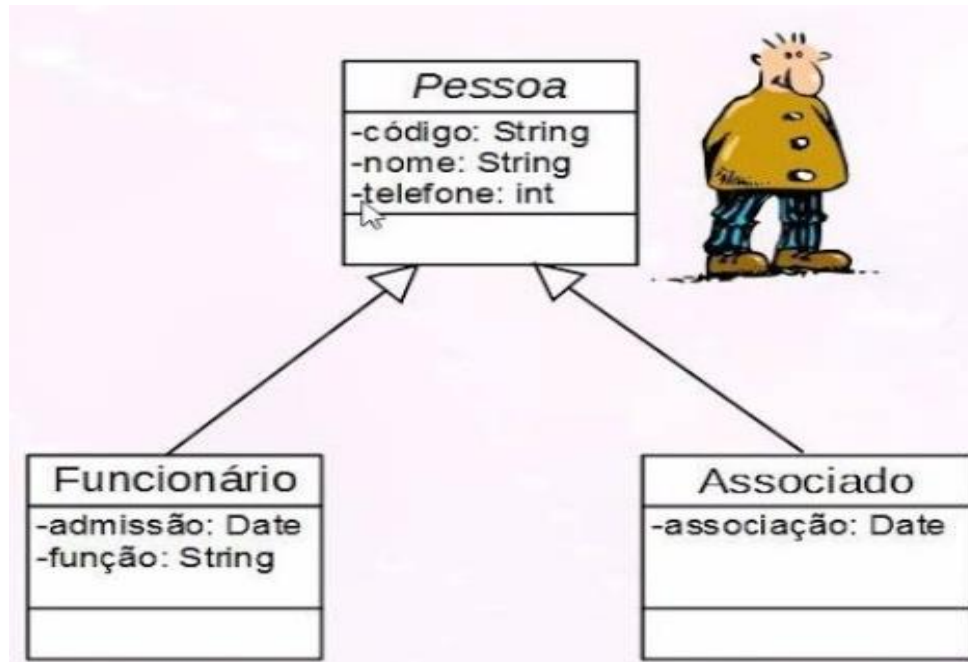 Pessoa
-código: String
-nome: String
-telefone: int
Funcionário
-admissão: Date
-função: String
Associado
-associação: Date